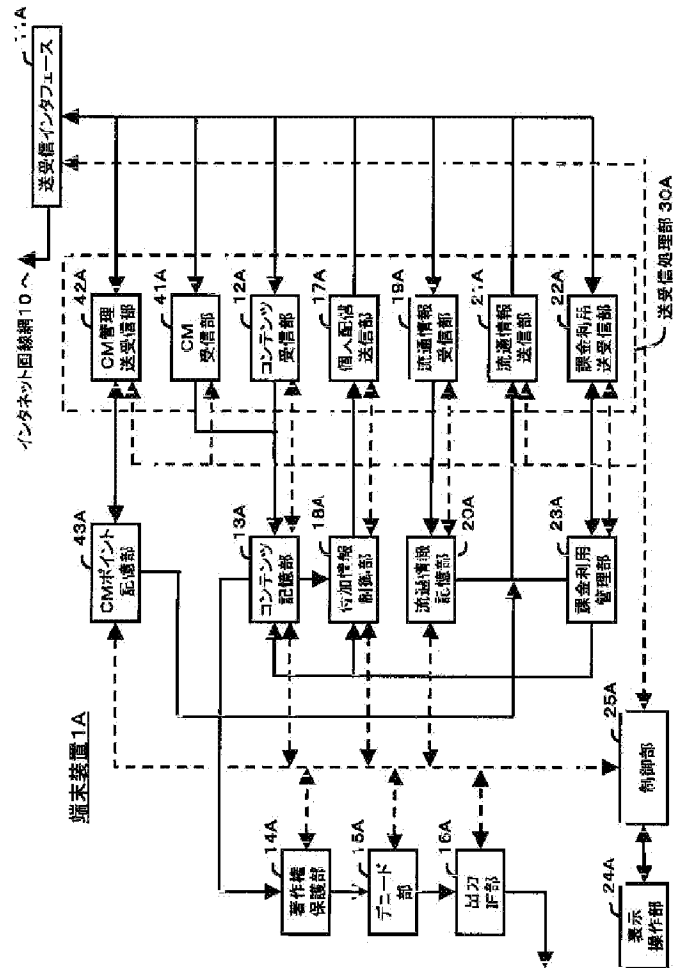 端末装置1A
インタネット回線網10へ
11A
送受信インタフェース
42A
CM管理
送受信部
41A
CM
受信部
12A
コンテンツ
受信部
17A
個人配信
送信部
19A
流通情報
受信部
21A
流通情報
送信部
22A
課金利用
送受信部
送受信処理部 30A
43A
CMポイント
記憶部
13A
コンテンツ
記憶部
18A
付加情報
制御部
20A
流通情報
記憶部
23A
課金利用
管理部
14A
著作権
保護部
15A
デコード
部
16A
出力
IF部
25A
制御部
24A
表示
操作部